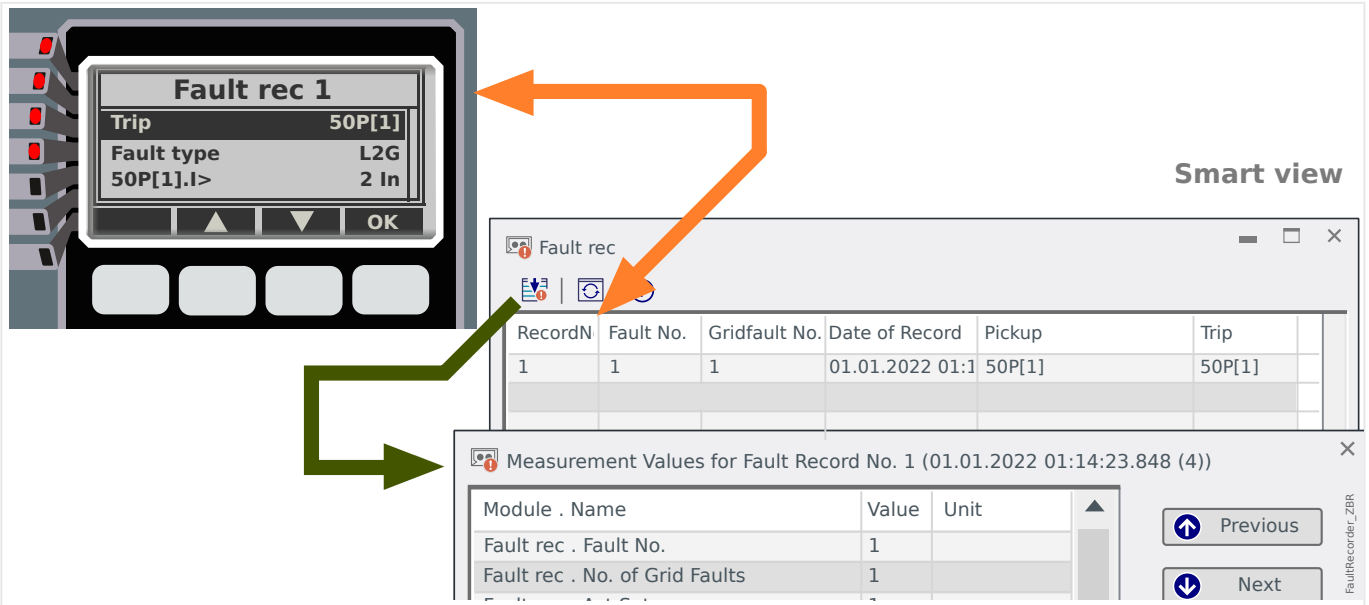 Fault rec 1
Trip 50P[1]
Fault type L2G
50P[1].I> 2 In
OK
Smart view
Fault rec
RecordN Fault No. Gridfault No. Date of Record Pickup Trip
1 1 1 01.01.2022 01:1 50P[1] 50P[1]
Measurement Values for Fault Record No. 1 (01.01.2022 01:14:23.848 (4))
Module . Name Value Unit
Fault rec . Fault No. 1
Fault rec . No. of Grid Faults 1
Previous
Next
FaultRecorder_ZBR